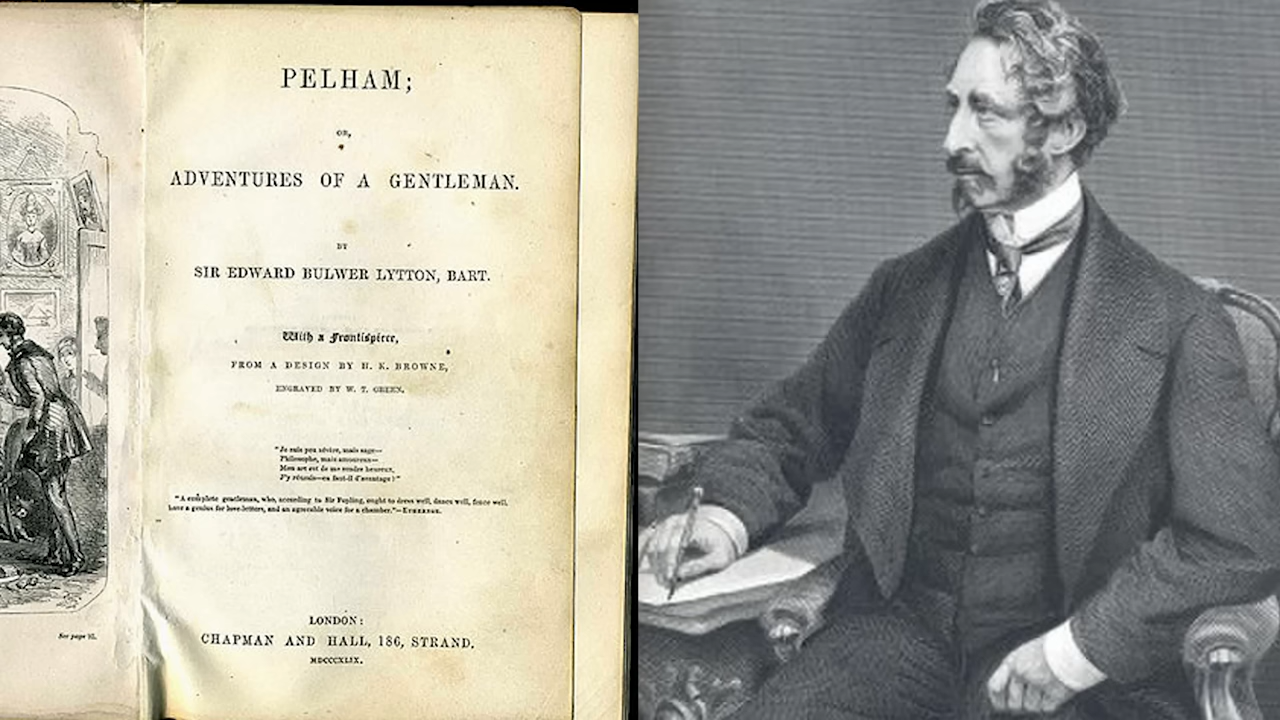 PELHAM;
OR,
ADVENTURES OF A GENTLEMAN.
BY
SIR EDWARD BULWER LYTTON, BART.
With a Frontispiece,
FROM A DESIGN BY H. K. BROWNE,
ENGRAVED BY W. T. GREEN.
"Je suis peu sévère, mais sage—
Philosophe, mais amoureux—
Mon art est de me rendre heureux,
J'y réussis—en faut-il d'avantage?"
"A complete gentleman, who, according to Sir Fopling, ought to dress well, dance well, fence well,
have a genius for love-letters, and an agreeable voice for a chamber."—ETHEREGE.
LONDON:
CHAPMAN AND HALL, 186, STRAND.
MDCCCXLIX.
See page